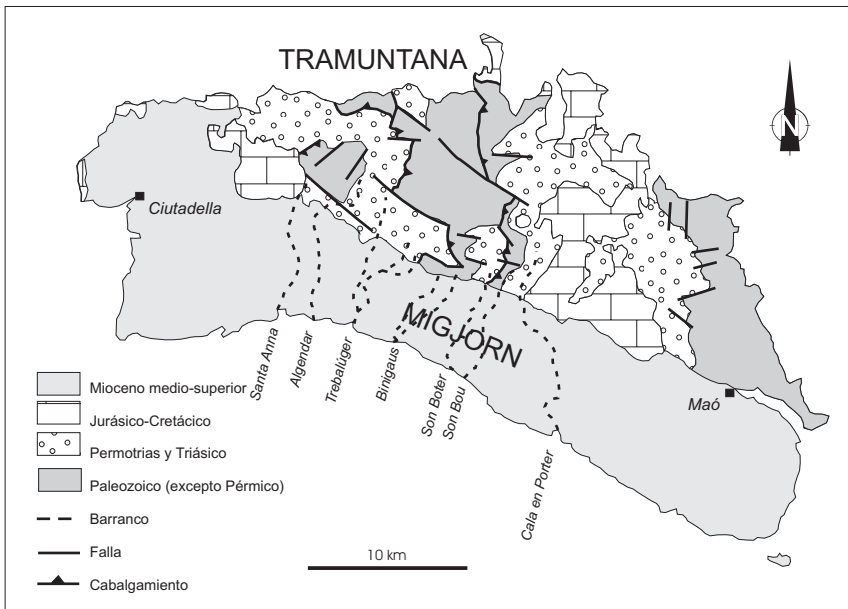 TRAMUNTANA
N
Ciutadella
MIGJORN
Santa Anna
Algendar
Trebalúger
Binigaus
Son Boter
Son Bou
Cala en Porter
Maó
Mioceno medio-superior
Jurásico-Cretácico
Permotrias y Triásico
Paleozoico (excepto Pérmico)
Barranco
Falla
Cabalgamiento
10 km